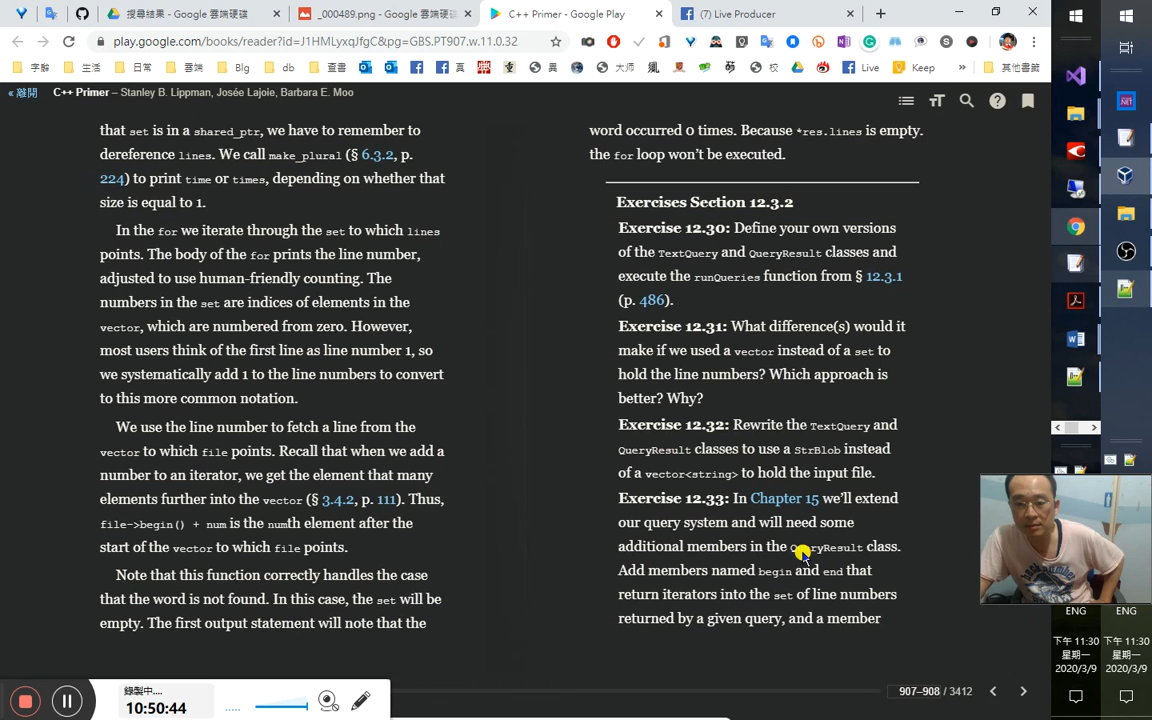 搜尋結果 - Google 雲端硬碟
_000489.png - Google 雲端硬碟
C++ Primer - Google Play
(7) Live Producer
play.google.com/books/reader?id=J1HMLyxqJfgC&pg=GBS.PT907.w.11.0.32
字辭
生活
日常
雲端
Blg
db
查書
真
異
大师
校
Live
Keep
»
其他書籤
« 離開
C++ Primer – Stanley B. Lippman, Josée Lajoie, Barbara E. Moo
that set is in a shared_ptr, we have to remember to
dereference lines. We call make_plural (§ 6.3.2, p.
224) to print time or times, depending on whether that
size is equal to 1.
In the for we iterate through the set to which lines
points. The body of the for prints the line number,
adjusted to use human-friendly counting. The
numbers in the set are indices of elements in the
vector, which are numbered from zero. However,
most users think of the first line as line number 1, so
we systematically add 1 to the line numbers to convert
to this more common notation.
We use the line number to fetch a line from the
vector to which file points. Recall that when we add a
number to an iterator, we get the element that many
elements further into the vector (§ 3.4.2, p. 111). Thus,
file->begin() + num is the numth element after the
start of the vector to which file points.
Note that this function correctly handles the case
that the word is not found. In this case, the set will be
empty. The first output statement will note that the
word occurred 0 times. Because *res.lines is empty.
the for loop won't be executed.
Exercises Section 12.3.2
Exercise 12.30: Define your own versions
of the TextQuery and QueryResult classes and
execute the runQueries function from § 12.3.1
(p. 486).
Exercise 12.31: What difference(s) would it
make if we used a vector instead of a set to
hold the line numbers? Which approach is
better? Why?
Exercise 12.32: Rewrite the TextQuery and
QueryResult classes to use a StrBlob instead
of a vector<string> to hold the input file.
Exercise 12.33: In Chapter 15 we'll extend
our query system and will need some
additional members in the QueryResult class.
Add members named begin and end that
return iterators into the set of line numbers
returned by a given query, and a member
907–908 / 3412
錄製中....
10:50:44
ENG
下午 11:30
星期一
2020/3/9
ENG
下午 11:30
星期一
2020/3/9